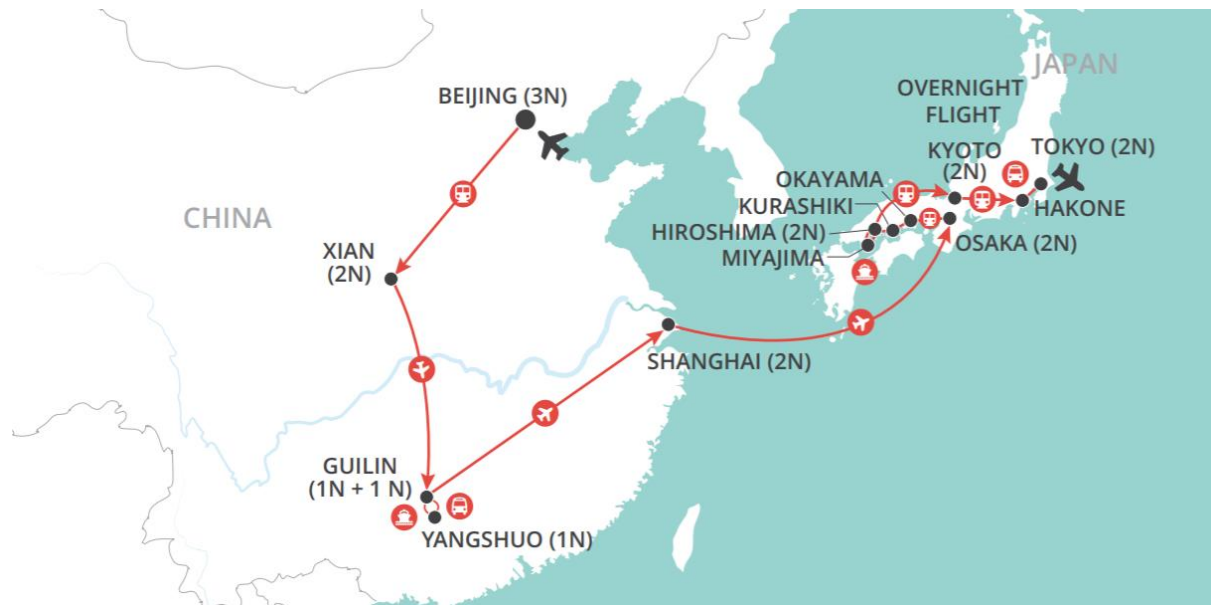 BEIJING (3N)
CHINA
XIAN
(2N)
GUILIN
(1N + 1 N)
YANGSHUO (1N)
SHANGHAI (2N)
JAPAN
OVERNIGHT
FLIGHT
KYOTO
(2N)
TOKYO (2N)
OKAYAMA
KURASHIKI
HIROSHIMA (2N)
MIYAJIMA
HAKONE
OSAKA (2N)